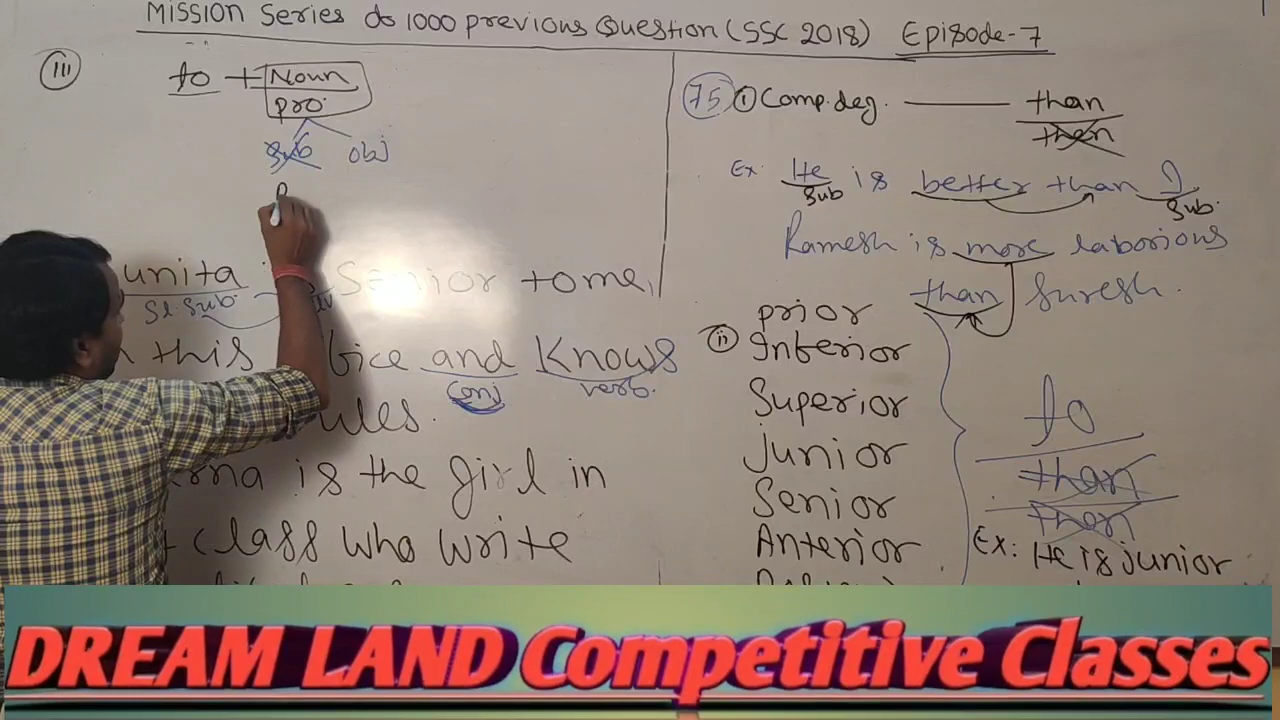 Mission Series do 1000 previous Question (SSC 2018) Episode-7
(iii) to + Noun
pro.
sub obj
unita Senior to me,
Sl. Sub
this and Knows
Conj verb.
ules.
is the girl in
class who write
75 (i) Comp. deg. than
then
Ex: He is better than I
Sub Sub.
Ramesh is more laborious
than Suresh.
prior
(ii) Inferior
Superior
Junior
Senior
Anterior
to
than
then
Ex: He is junior
DREAM LAND Competitive Classes